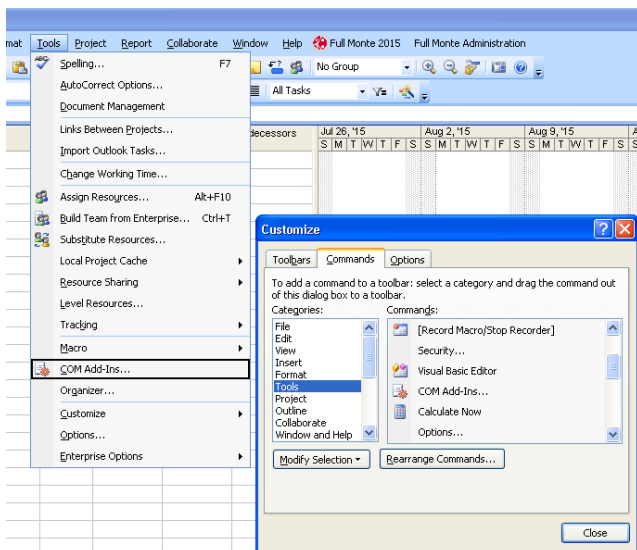 mat Tools Project Report Collaborate Window Help Full Monte 2015 Full Monte Administration
ABC Spelling... F7 No Group
AutoCorrect Options... All Tasks
Document Management
Links Between Projects... decessors Jul 26, '15 Aug 2, '15 Aug 9, '15 A
S M T W T F S S M T W T F S S M T W T F S S
Import Outlook Tasks...
Change Working Time...
Assign Resources... Alt+F10
Build Team from Enterprise... Ctrl+T
Substitute Resources...
Local Project Cache
Resource Sharing
Level Resources...
Tracking
Macro
COM Add-Ins...
Organizer...
Customize
Options...
Enterprise Options
Customize
Toolbars Commands Options
To add a command to a toolbar: select a category and drag the command out
of this dialog box to a toolbar.
Categories: Commands:
File
Edit
View
Insert
Format
Tools
Project
Outline
Collaborate
Window and Help
[Record Macro/Stop Recorder]
Security...
Visual Basic Editor
COM Add-Ins...
Calculate Now
Options...
Modify Selection Rearrange Commands...
Close